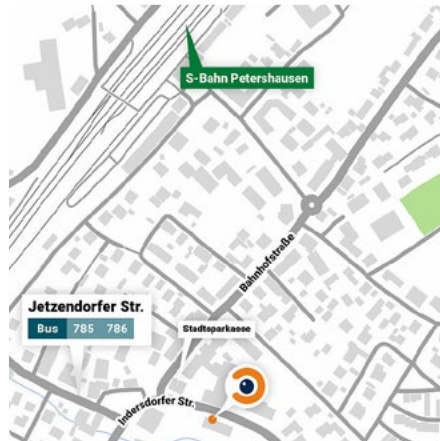 S-Bahn Petershausen
Bahnhofstraße
Jetzendorfer Str.
Bus 785 786
Stadtsparkasse
Indersdorfer Str.